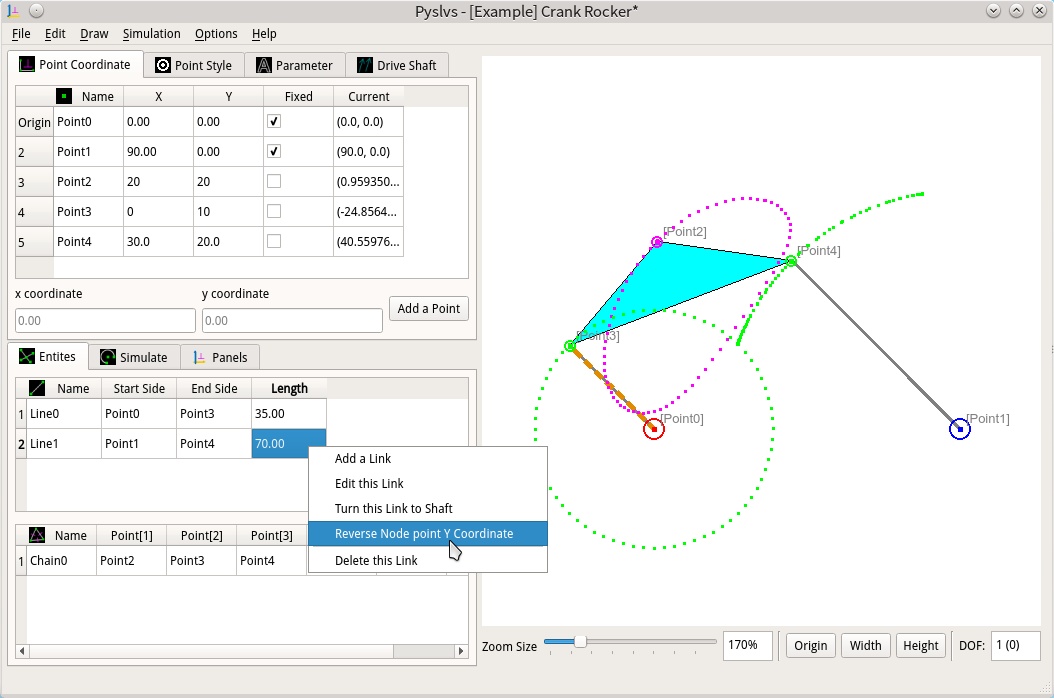 Pyslvs - [Example] Crank Rocker*
File Edit Draw Simulation Options Help
Point Coordinate Point Style Parameter Drive Shaft
Name X Y Fixed Current
Origin Point0 0.00 0.00 (0.0, 0.0)
2 Point1 90.00 0.00 (90.0, 0.0)
3 Point2 20 20 (0.959350...
4 Point3 0 10 (-24.8564...
5 Point4 30.0 20.0 (40.55976...
x coordinate y coordinate
0.00 0.00 Add a Point
Entites Simulate Panels
Name Start Side End Side Length
1 Line0 Point0 Point3 35.00
2 Line1 Point1 Point4 70.00
Add a Link
Edit this Link
Turn this Link to Shaft
Reverse Node point Y Coordinate
Delete this Link
Name Point[1] Point[2] Point[3]
1 Chain0 Point2 Point3 Point4
[Point2]
[Point4]
[Point3]
[Point0]
[Point1]
Zoom Size 170% Origin Width Height DOF: 1 (0)